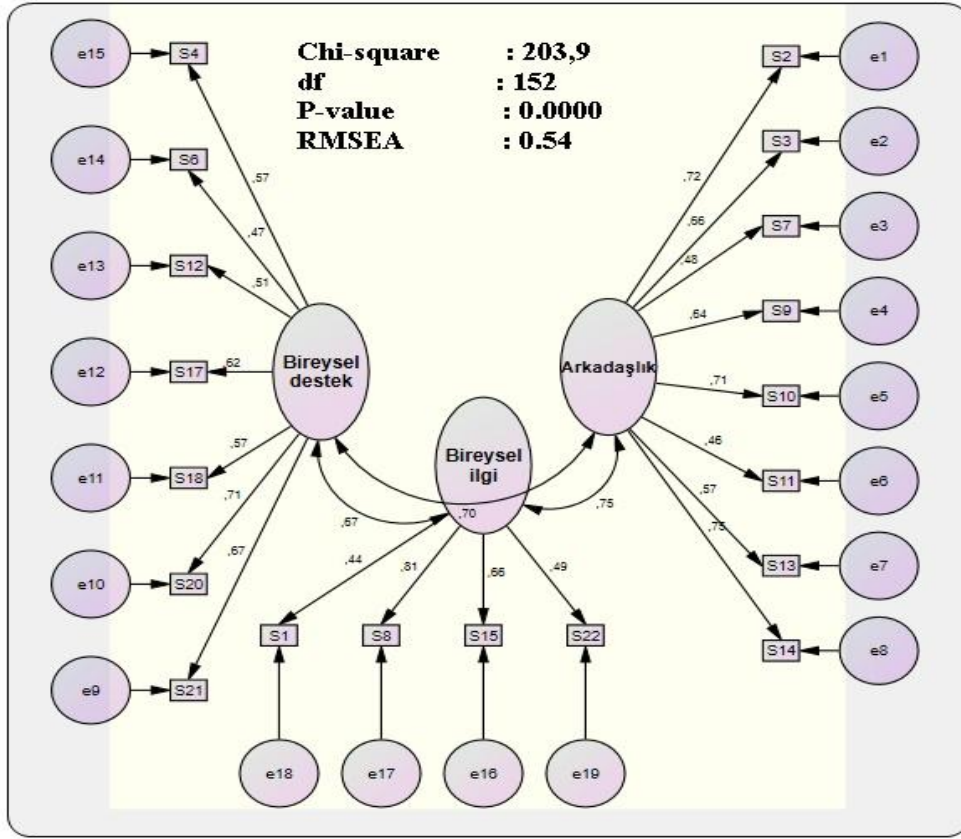 Chi-square : 203,9
df : 152
P-value : 0.0000
RMSEA : 0.54
e15 S4 S2 e1
e14 S6 S3 e2
,57 ,72
e13 S12 S7 e3
,47 ,66
,51 ,48
e12 S17 ,62 S9 e4
,64
Bireysel
destek
Arkadaşlık
,71 S10 e5
e11 S18 ,57 ,46 S11 e6
Bireysel
ilgi
e10 S20 ,71 ,57 S13 e7
,67 ,67 ,70 ,75 ,75
e9 S21 S14 e8
,44 ,81 ,66 ,49
S1 S8 S15 S22
e18 e17 e16 e19